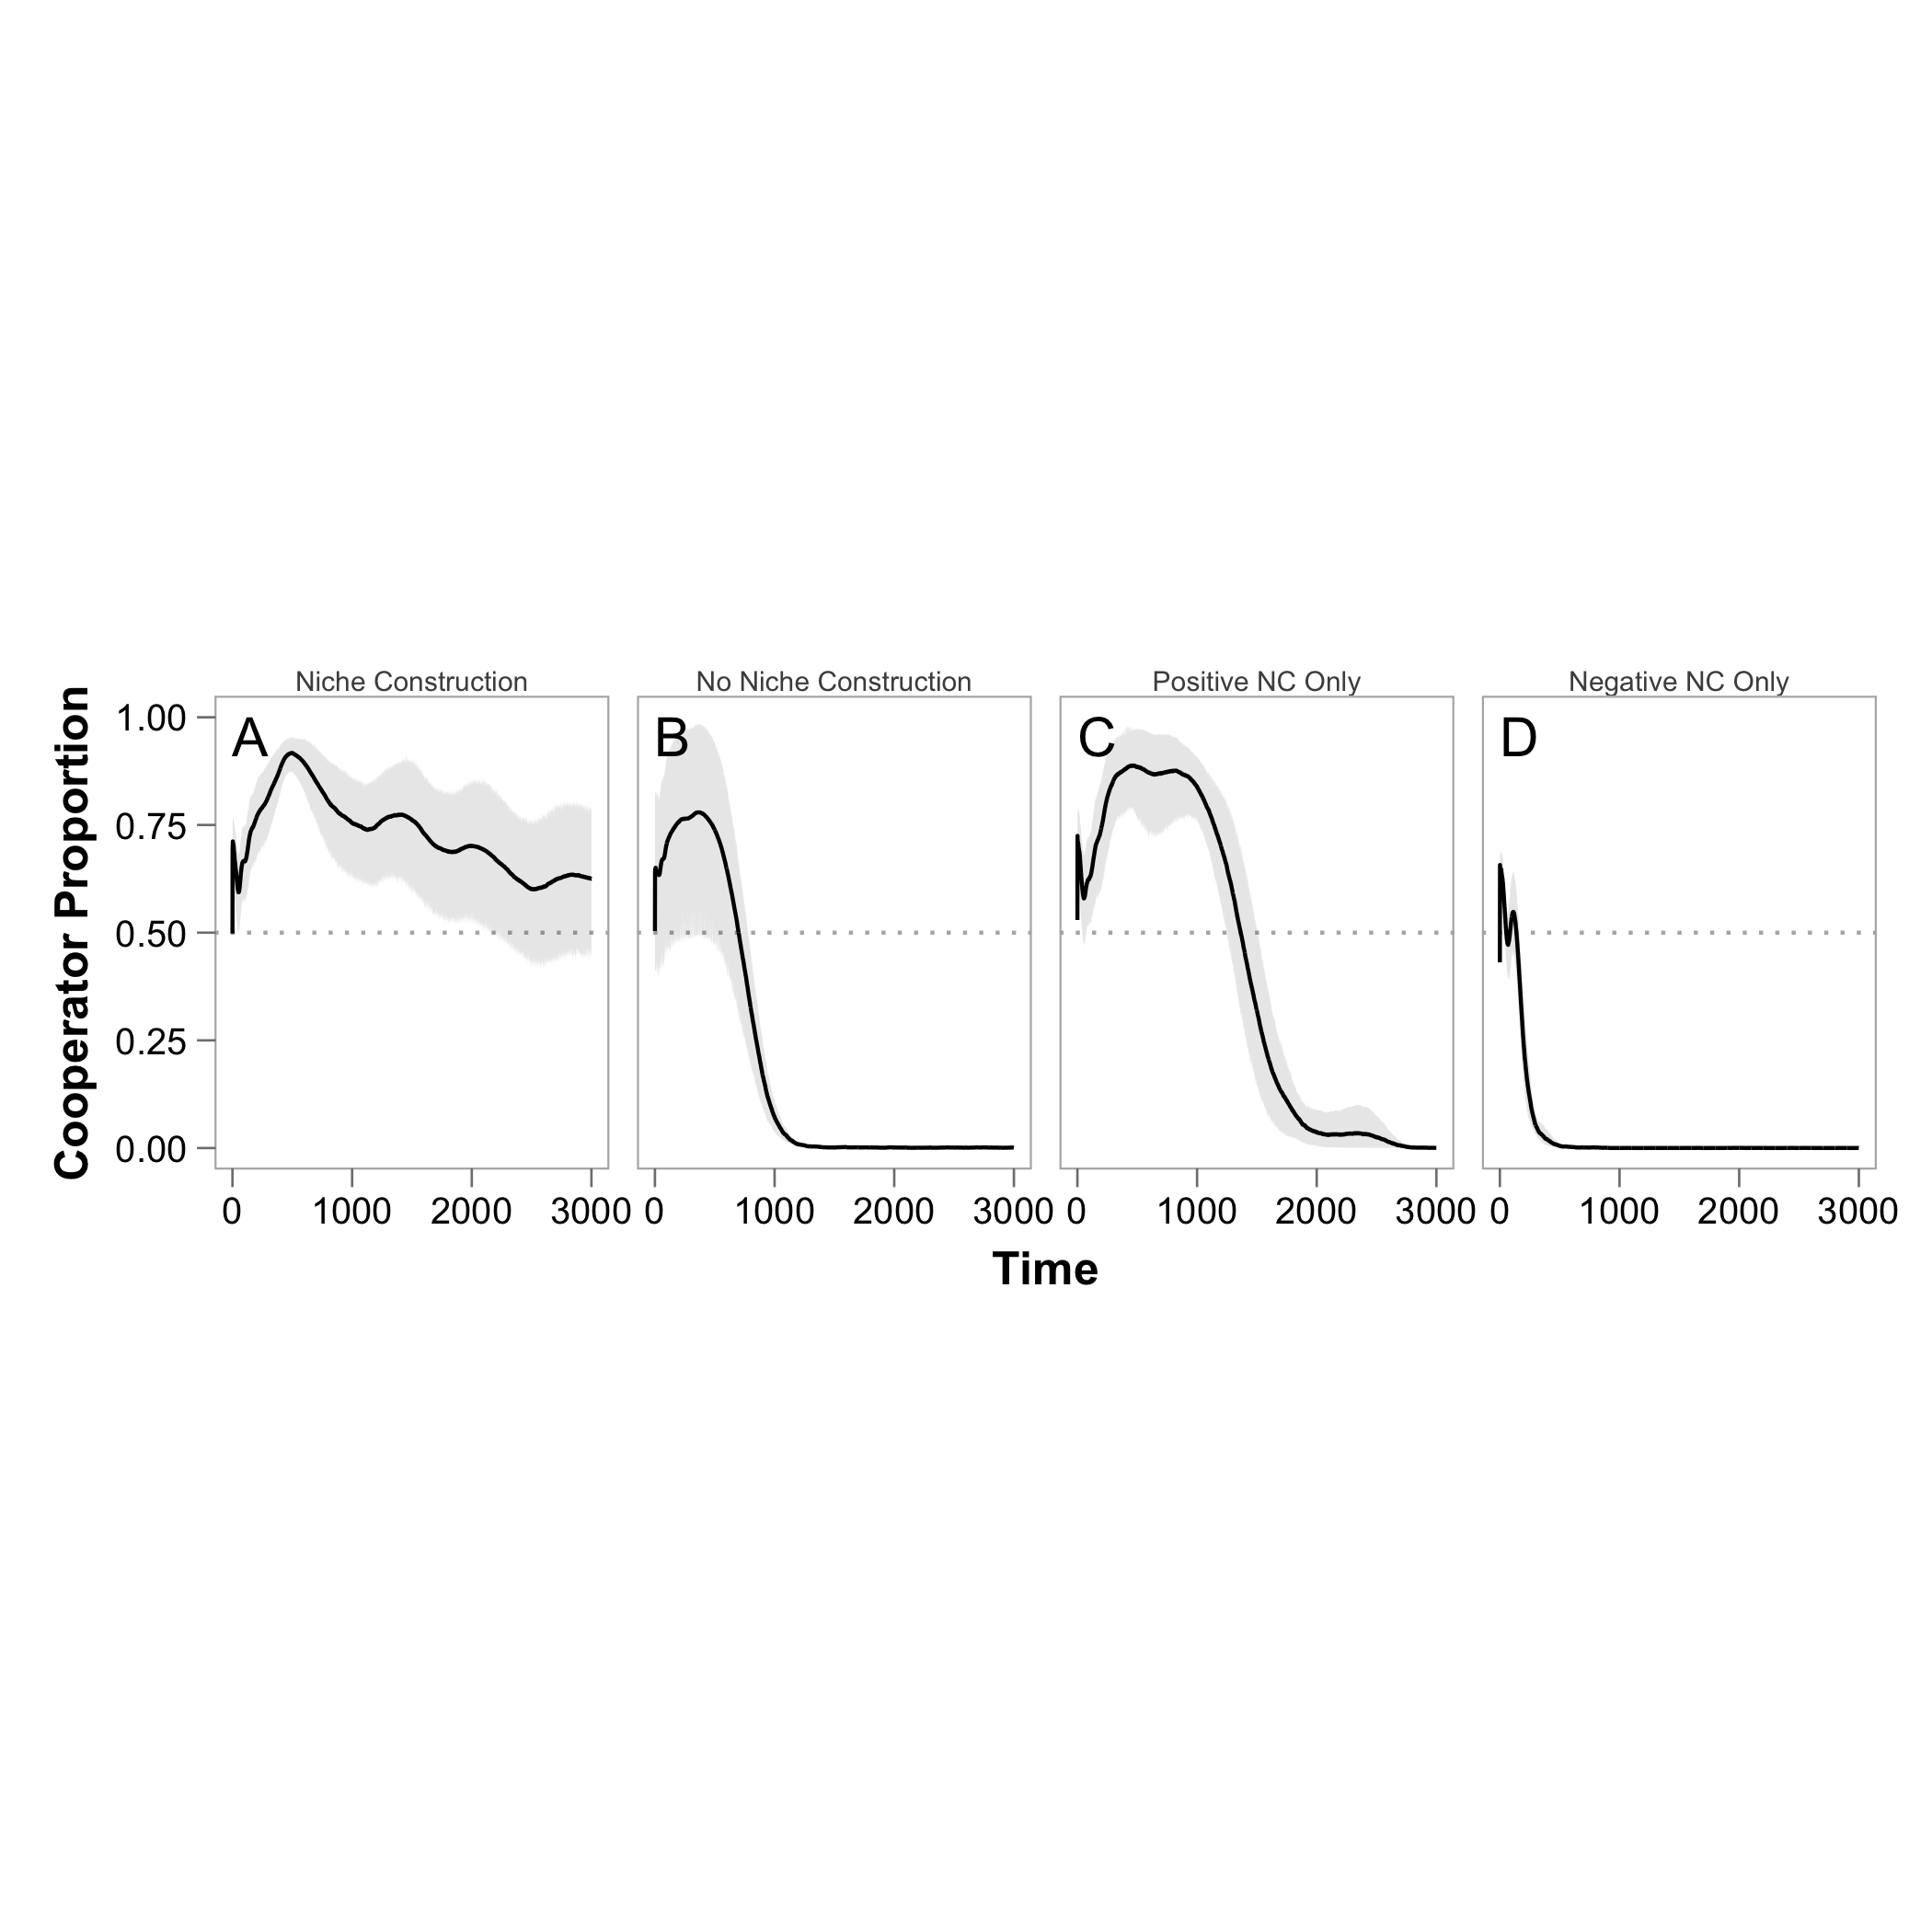 Niche Construction
No Niche Construction
Positive NC Only
Negative NC Only
A
B
C
D
Cooperator Proportion
1.00
0.75
0.50
0.25
0.00
0 1000 2000 3000
0 1000 2000 3000
0 1000 2000 3000
0 1000 2000 3000
Time